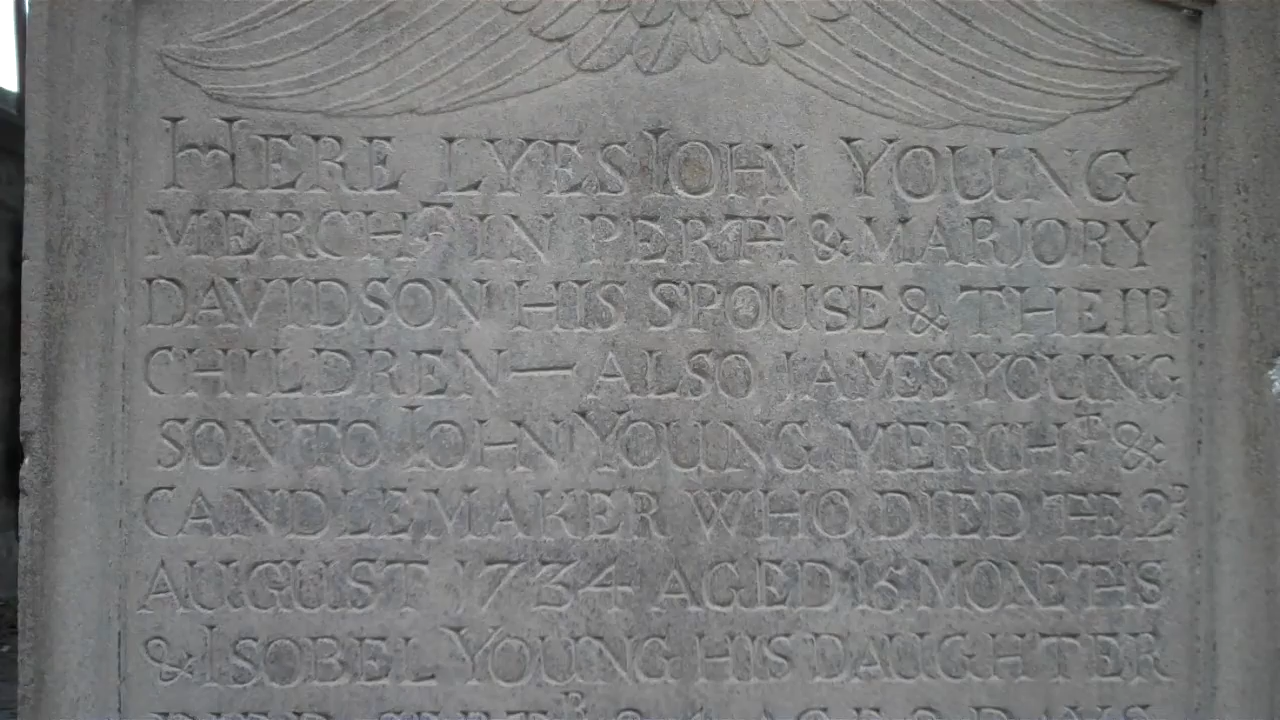 HERE LYES IOHN YOUNG
MERCHT IN PERTH & MARJORY
DAVIDSON HIS SPOUSE & THEIR
CHILDREN — ALSO JAMES YOUNG
SON TO IOHN YOUNG MERCHT &
CANDLEMAKER WHO DIED THE 2D
AUGUST 1734 AGED 15 MONTHS
& ISOBEL YOUNG HIS DAUGHTER